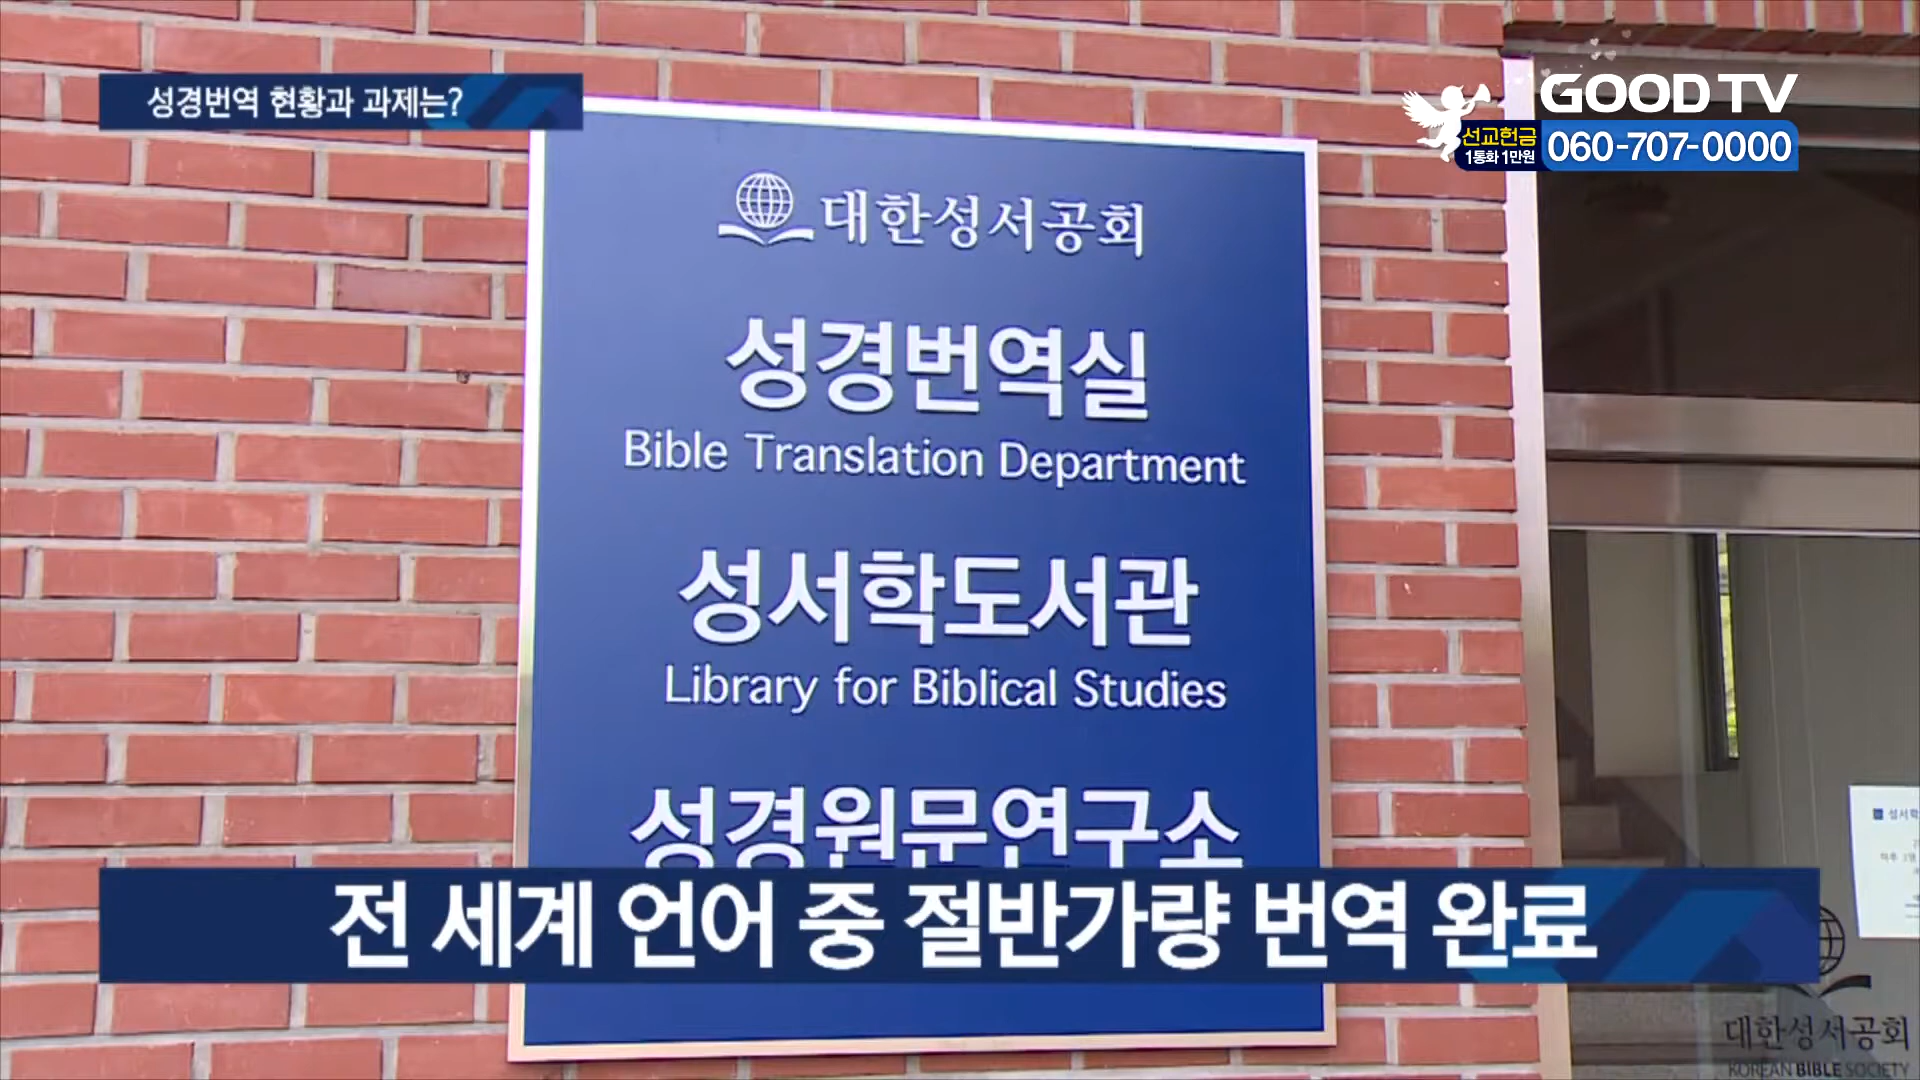 성경번역 현황과 과제는?
GOOD TV
선교헌금
1통화 1만원
060-707-0000
대한성서공회
성경번역실
Bible Translation Department
성서학도서관
Library for Biblical Studies
성경원문연구소
전 세계 언어 중 절반가량 번역 완료
대한성서공회
KOREAN BIBLE SOCIETY